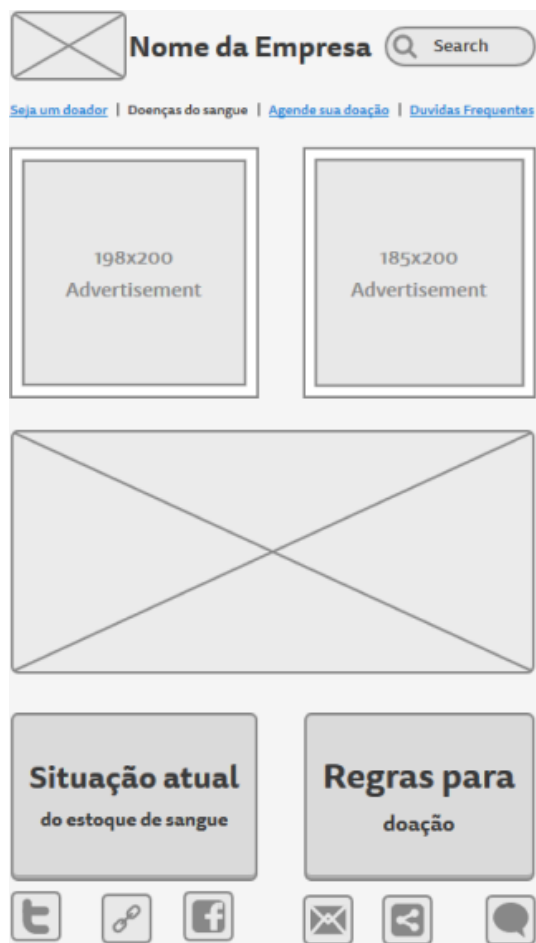 Nome da Empresa
Search
Seja um doador | Doenças do sangue | Agende sua doação | Duvidas Frequentes
198x200
Advertisement
185x200
Advertisement
Situação atual
do estoque de sangue
Regras para
doação